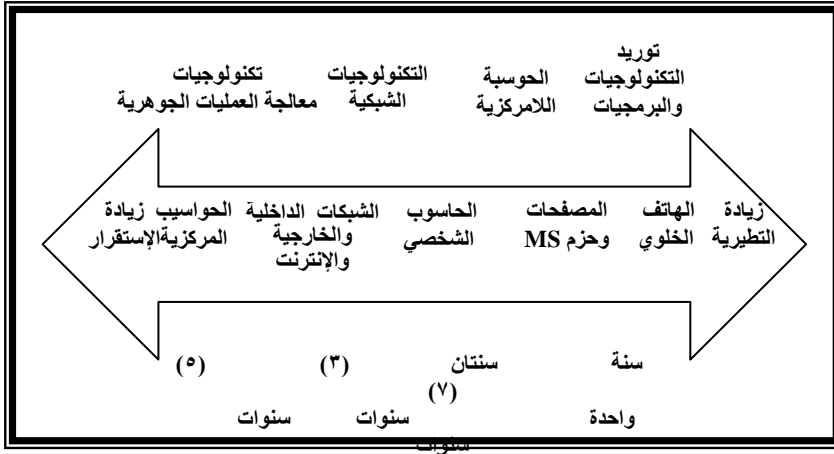 توريد
التكنولوجيات
والبرمجيات
الحوسبة
اللامركزية
التكنولوجيات
الشبكية
تكنولوجيات
معالجة العمليات الجوهرية
زيادة
التطيرية
الهاتف
الخلوي
المصفحات
وحزم MS
الحاسوب
الشخصي
الشبكات الداخلية
والخارجية
والإنترنت
الحواسيب
المركزية
زيادة
الإستقرار
سنة
واحدة
سنتان
(٣)
سنوات
(٥)
سنوات
(٧)
سنوات